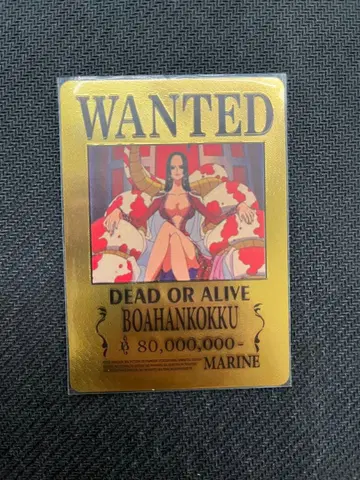 WANTED
DEAD OR ALIVE
BOAHANKOKKU
80,000,000-
MARINE